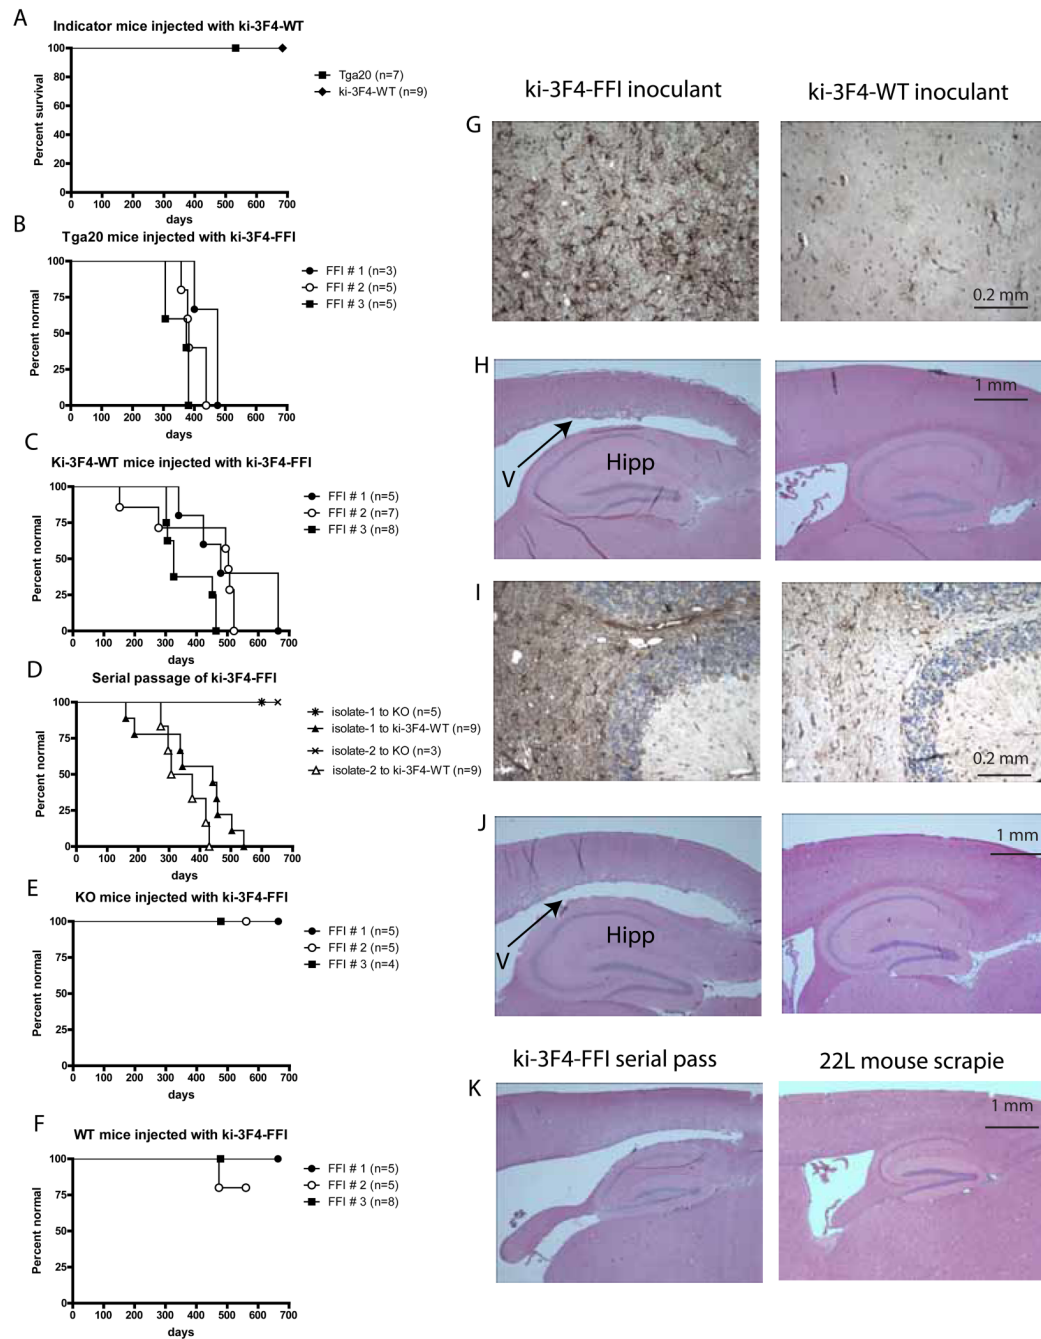 A
Indicator mice injected with ki-3F4-WT
Percent survival
100
80
60
40
20
0
0 100 200 300 400 500 600 700
days
Tga20 (n=7)
ki-3F4-WT (n=9)
B
Tga20 mice injected with ki-3F4-FFI
Percent normal
100
75
50
25
0
0 100 200 300 400 500 600 700
days
FFI # 1 (n=3)
FFI # 2 (n=5)
FFI # 3 (n=5)
C
Ki-3F4-WT mice injected with ki-3F4-FFI
Percent normal
100
75
50
25
0
0 100 200 300 400 500 600 700
days
FFI # 1 (n=5)
FFI # 2 (n=7)
FFI # 3 (n=8)
D
Serial passage of ki-3F4-FFI
Percent normal
100
75
50
25
0
0 100 200 300 400 500 600 700
days
isolate-1 to KO (n=5)
isolate-1 to ki-3F4-WT (n=9)
isolate-2 to KO (n=3)
isolate-2 to ki-3F4-WT (n=9)
E
KO mice injected with ki-3F4-FFI
Percent normal
100
75
50
25
0
0 100 200 300 400 500 600 700
days
FFI # 1 (n=5)
FFI # 2 (n=5)
FFI # 3 (n=4)
F
WT mice injected with ki-3F4-FFI
Percent normal
100
75
50
25
0
0 100 200 300 400 500 600 700
days
FFI # 1 (n=5)
FFI # 2 (n=5)
FFI # 3 (n=8)
ki-3F4-FFI inoculant
ki-3F4-WT inoculant
G
0.2 mm
H
V
Hipp
1 mm
I
0.2 mm
J
V
Hipp
1 mm
ki-3F4-FFI serial pass
22L mouse scrapie
K
1 mm